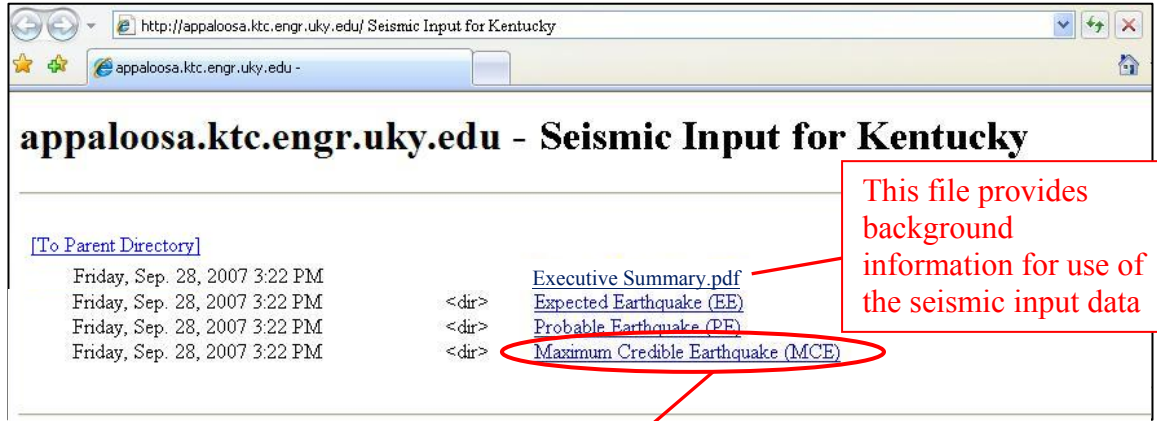 http://appaloosa.ktc.engr.uky.edu/ Seismic Input for Kentucky
appaloosa.ktc.engr.uky.edu -
appaloosa.ktc.engr.uky.edu - Seismic Input for Kentucky
This file provides
background
information for use of
the seismic input data
[To Parent Directory]
Friday, Sep. 28, 2007 3:22 PM Executive Summary.pdf
Friday, Sep. 28, 2007 3:22 PM <dir> Expected Earthquake (EE)
Friday, Sep. 28, 2007 3:22 PM <dir> Probable Earthquake (PE)
Friday, Sep. 28, 2007 3:22 PM <dir> Maximum Credible Earthquake (MCE)